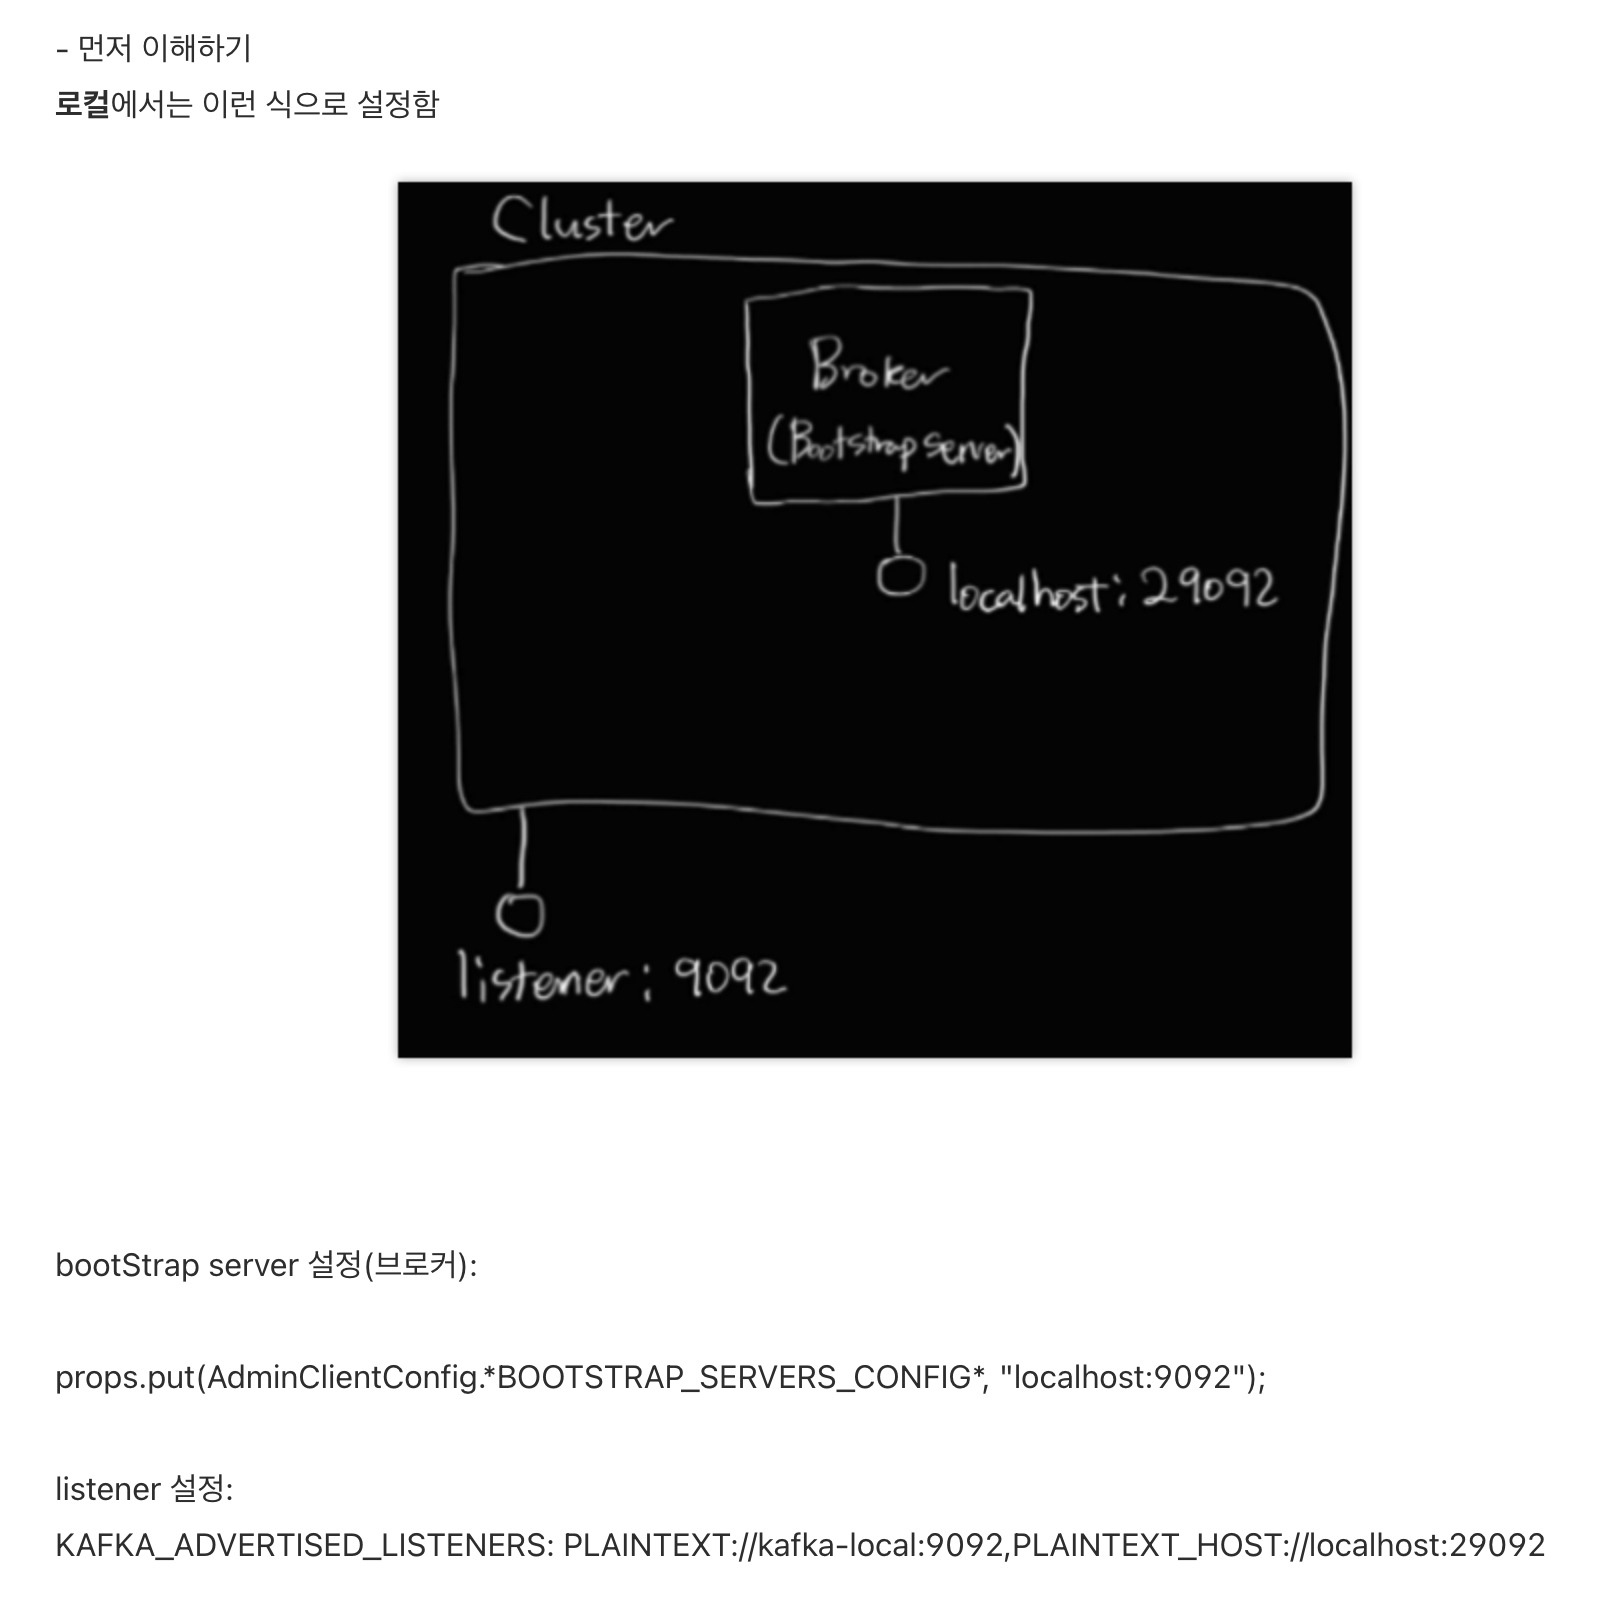 - 먼저 이해하기
로컬에서는 이런 식으로 설정함
Cluster
Broker
(Bootstrap server)
localhost: 29092
listener: 9092
bootStrap server 설정(브로커):
props.put(AdminClientConfig.*BOOTSTRAP_SERVERS_CONFIG*, "localhost:9092");
listener 설정:
KAFKA_ADVERTISED_LISTENERS: PLAINTEXT://kafka-local:9092,PLAINTEXT_HOST://localhost:29092